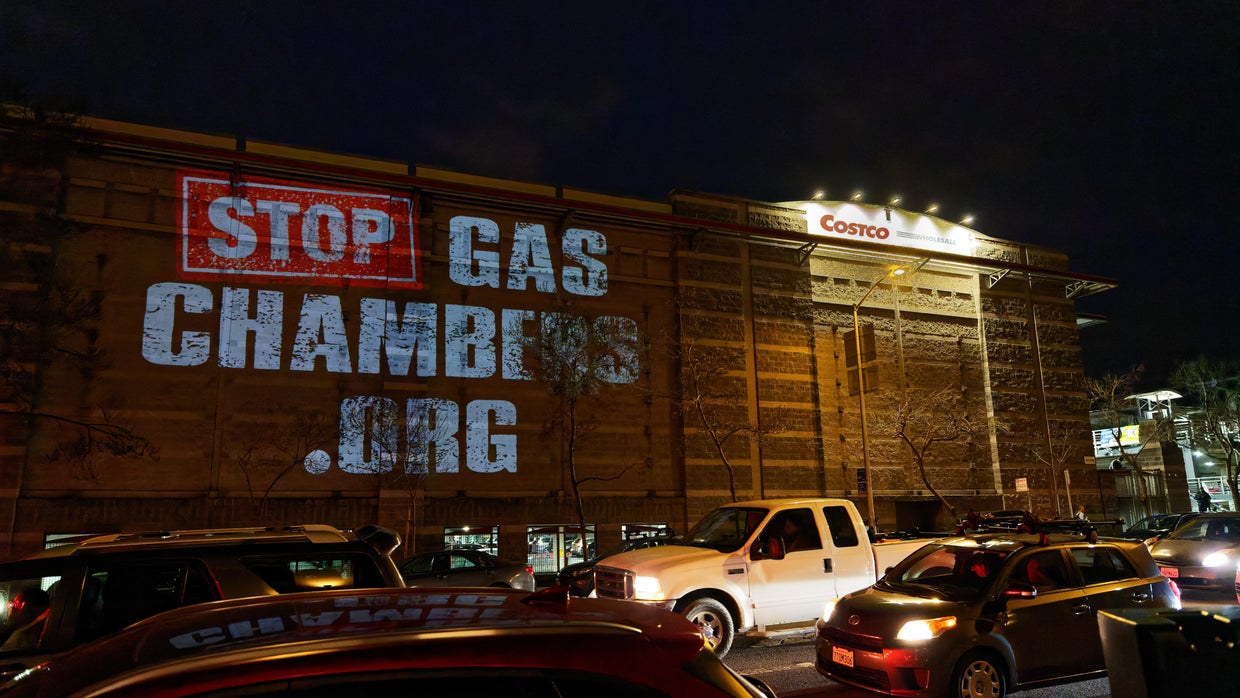 STOP GAS
CHAMBERS
.ORG
COSTCO
WHOLESALE